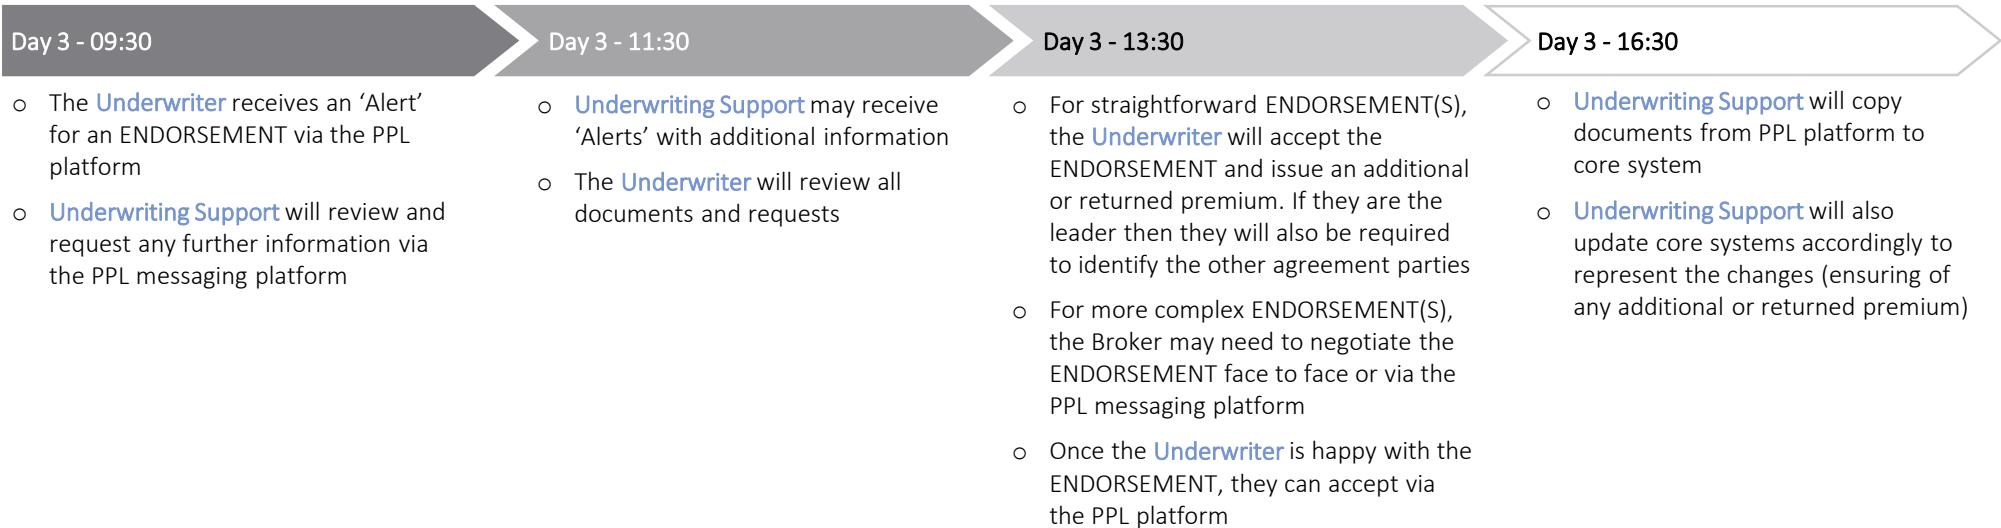 Day 3 - 09:30
o The Underwriter receives an ‘Alert’
for an ENDORSEMENT via the PPL
platform
o Underwriting Support will review and
request any further information via
the PPL messaging platform
Day 3 - 11:30
o Underwriting Support may receive
‘Alerts’ with additional information
o The Underwriter will review all
documents and requests
Day 3 - 13:30
o For straightforward ENDORSEMENT(S),
the Underwriter will accept the
ENDORSEMENT and issue an additional
or returned premium. If they are the
leader then they will also be required
to identify the other agreement parties
o For more complex ENDORSEMENT(S),
the Broker may need to negotiate the
ENDORSEMENT face to face or via the
PPL messaging platform
o Once the Underwriter is happy with the
ENDORSEMENT, they can accept via
the PPL platform
Day 3 - 16:30
o Underwriting Support will copy
documents from PPL platform to
core system
o Underwriting Support will also
update core systems accordingly to
represent the changes (ensuring of
any additional or returned premium)